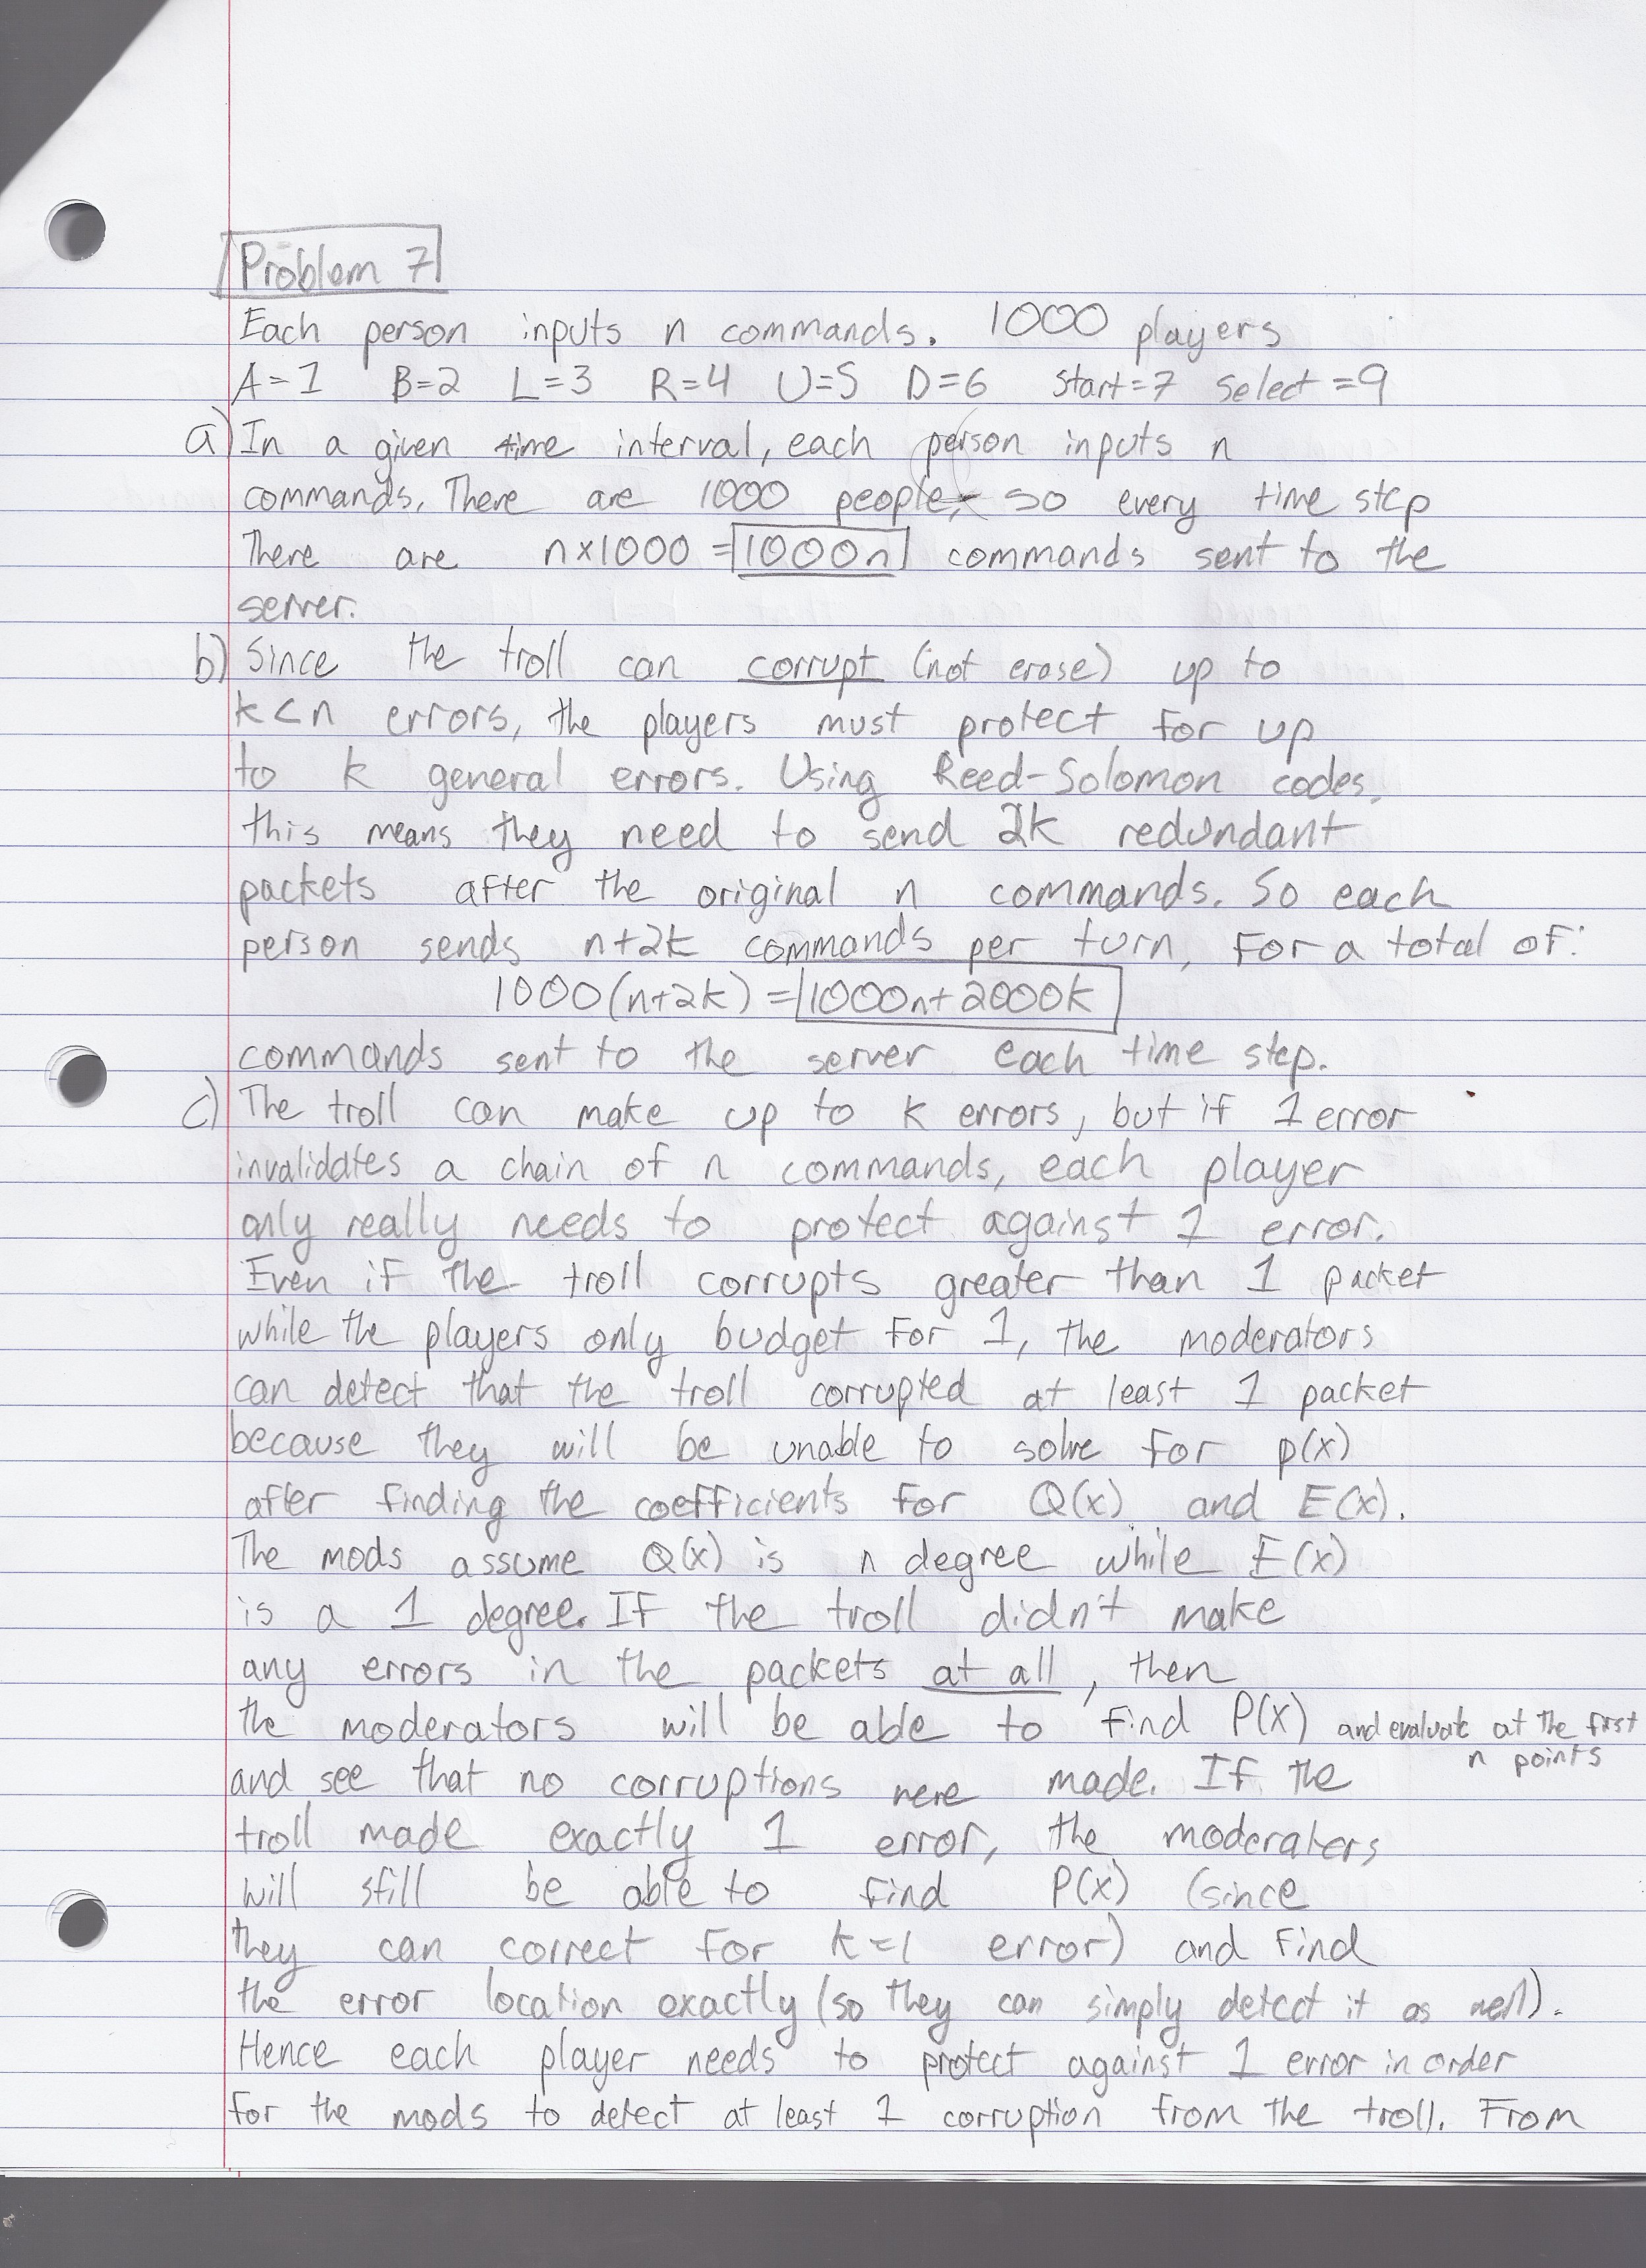 Problem 7
Each person inputs n commands. 1000 players
A=1 B=2 L=3 R=4 U=5 D=6 Start=7 Select=9
a) In a given time interval, each person inputs n
commands. There are 1000 people, so every time step
There are n×1000 = 1000n commands sent to the
server.
b) Since the troll can corrupt (not erase) up to
k<n errors, the players must protect for up
to k general errors. Using Reed-Solomon codes,
this means they need to send 2k redundant
packets after the original n commands. So each
person sends n+2k commands per turn, for a total of:
1000(n+2k) = 1000n+2000k
commands sent to the server each time step.
c) The troll can make up to k errors, but if 1 error
invalidates a chain of n commands, each player
only really needs to protect against 1 error.
Even if the troll corrupts greater than 1 packet
while the players only budget for 1, the moderators
can detect that the troll corrupted at least 1 packet
because they will be unable to solve for p(x)
after finding the coefficients for Q(x) and E(x).
The mods assume Q(x) is n degree while E(x)
is a 1 degree. If the troll didn't make
any errors in the packets at all, then
the moderators will be able to find P(x) and evaluate at the first
n points
and see that no corruptions were made. If the
troll made exactly 1 error, the moderators
will still be able to find P(x) (since
they can correct for k=1 error) and find
the error location exactly (so they can simply detect it as well).
Hence each player needs to protect against 1 error in order
for the mods to detect at least 1 corruption from the troll. From